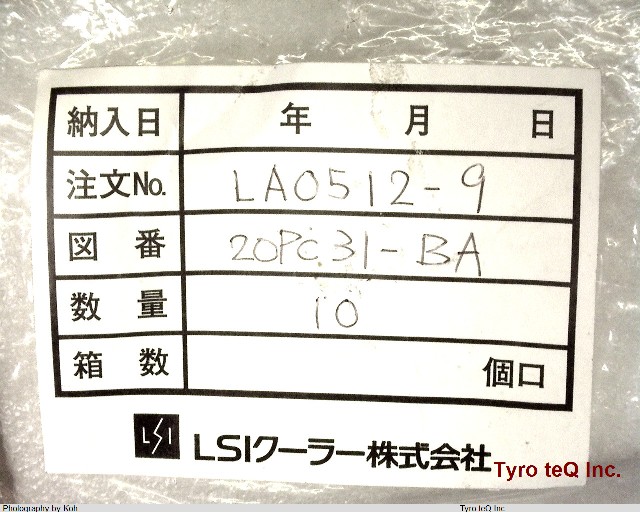 納入日 年 月 日
注文No. LA0512-9
図番 20PC31-BA
数量 10
箱数 個口
LSI LSIクーラー株式会社
Tyro teQ Inc.
Photography by Koh Tyro teQ Inc